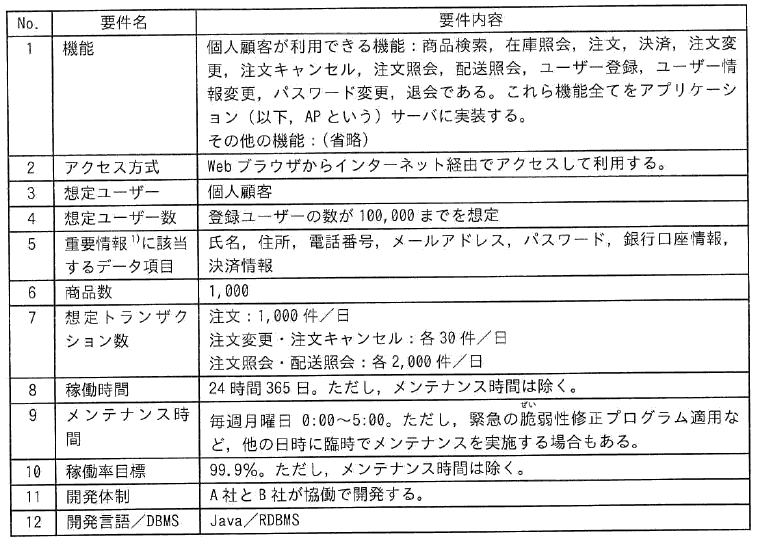 No. 要件名 要件内容
1 機能 個人顧客が利用できる機能：商品検索，在庫照会，注文，決済，注文変
更，注文キャンセル，注文照会，配送照会，ユーザー登録，ユーザー情
報変更，パスワード変更，退会である。これら機能全てをアプリケーシ
ョン（以下，APという）サーバに実装する。
その他の機能：(省略)
2 アクセス方式 Webブラウザからインターネット経由でアクセスして利用する。
3 想定ユーザー 個人顧客
4 想定ユーザー数 登録ユーザーの数が100,000までを想定
5 重要情報1)に該当 氏名，住所，電話番号，メールアドレス，パスワード，銀行口座情報，
するデータ項目 決済情報
6 商品数 1,000
7 想定トランザク 注文：1,000件／日
ション数 注文変更・注文キャンセル：各30件／日
注文照会・配送照会：各2,000件／日
8 稼働時間 24時間365日。ただし，メンテナンス時間は除く。
ぜい
9 メンテナンス時 毎週月曜日 0:00～5:00。ただし，緊急の脆弱性修正プログラム適用な
間 ど，他の日時に臨時でメンテナンスを実施する場合もある。
10 稼働率目標 99.9%。ただし，メンテナンス時間は除く。
11 開発体制 A社とB社が協働で開発する。
12 開発言語／DBMS Java／RDBMS